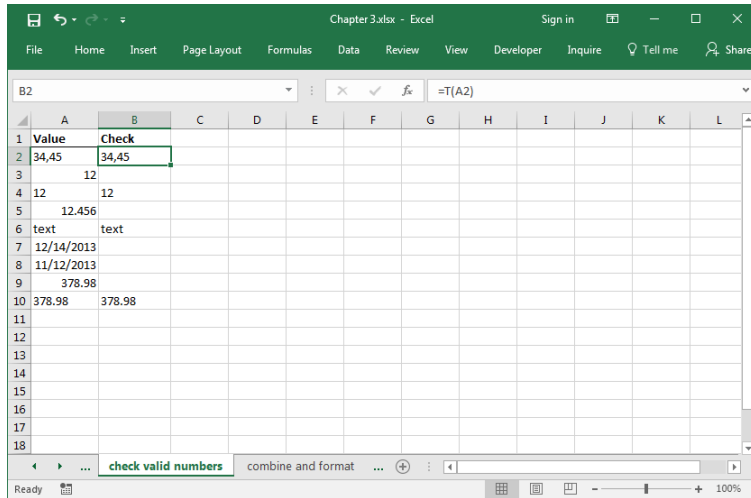 Chapter 3.xlsx - Excel Sign in
File Home Insert Page Layout Formulas Data Review View Developer Inquire Tell me Share
B2 fx =T(A2)
A B C D E F G H I J K L
1 Value Check
2 34,45 34,45
3 12
4 12 12
5 12.456
6 text text
7 12/14/2013
8 11/12/2013
9 378.98
10 378.98 378.98
11
12
13
14
15
16
17
18
... check valid numbers combine and format ...
Ready 100%